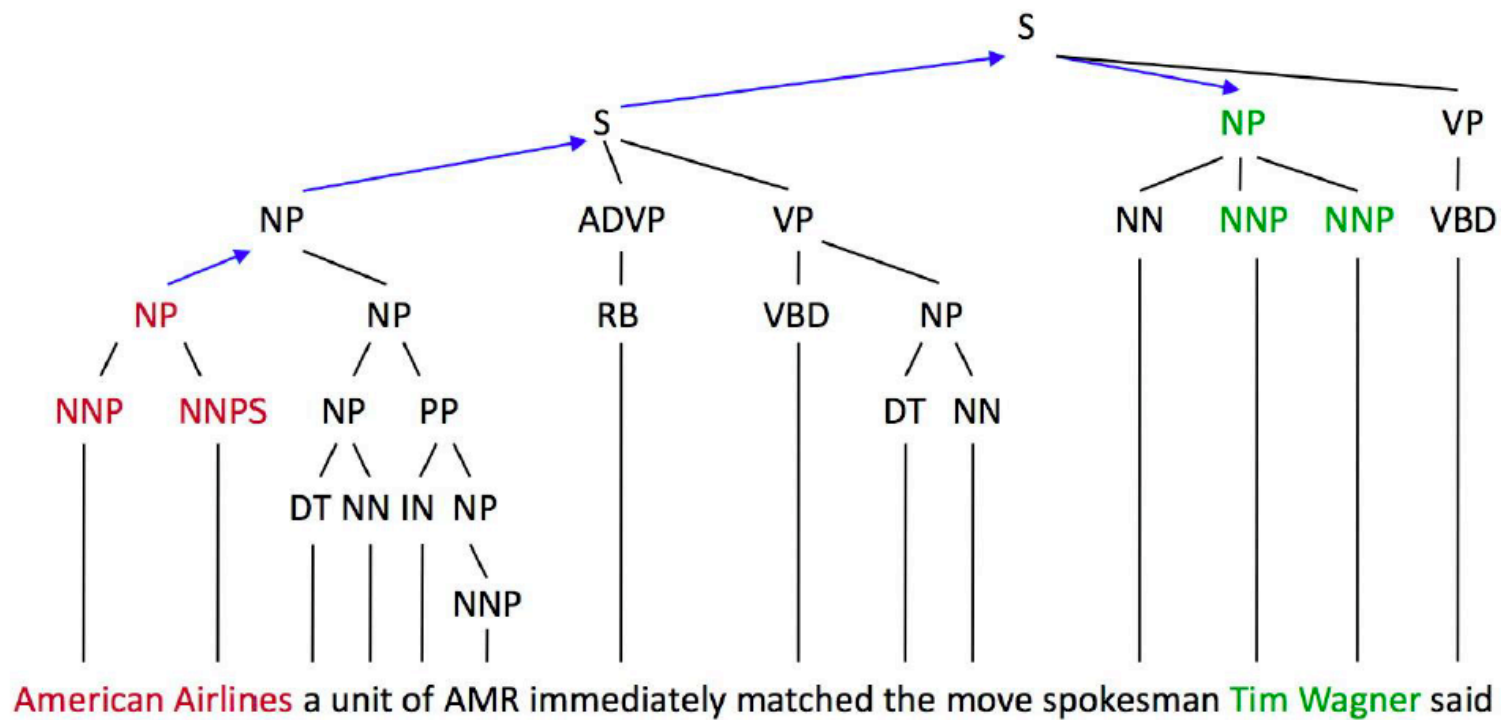 S
S NP VP
NP ADVP VP NN NNP NNP VBD
NP NP RB VBD NP
NNP NNPS NP PP DT NN
DT NN IN NP
NNP
American Airlines a unit of AMR immediately matched the move spokesman Tim Wagner said